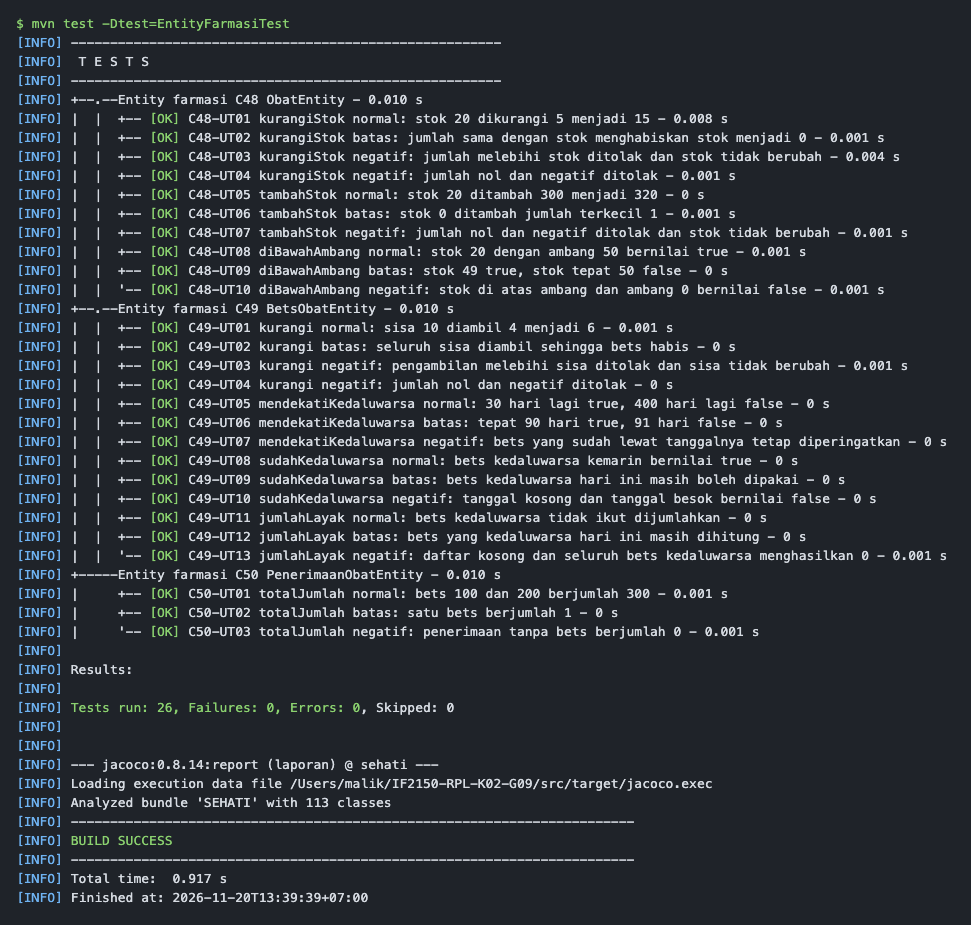 $ mvn test -Dtest=EntityFarmasiTest
[INFO] -------------------------------------------------------
[INFO]  T E S T S
[INFO] -------------------------------------------------------
[INFO] +--.--Entity farmasi C48 ObatEntity - 0.010 s
[INFO] |  |  +-- [OK] C48-UT01 kurangiStok normal: stok 20 dikurangi 5 menjadi 15 - 0.008 s
[INFO] |  |  +-- [OK] C48-UT02 kurangiStok batas: jumlah sama dengan stok menghabiskan stok menjadi 0 - 0.001 s
[INFO] |  |  +-- [OK] C48-UT03 kurangiStok negatif: jumlah melebihi stok ditolak dan stok tidak berubah - 0.004 s
[INFO] |  |  +-- [OK] C48-UT04 kurangiStok negatif: jumlah nol dan negatif ditolak - 0.001 s
[INFO] |  |  +-- [OK] C48-UT05 tambahStok normal: stok 20 ditambah 300 menjadi 320 - 0 s
[INFO] |  |  +-- [OK] C48-UT06 tambahStok batas: stok 0 ditambah jumlah terkecil 1 - 0.001 s
[INFO] |  |  +-- [OK] C48-UT07 tambahStok negatif: jumlah nol dan negatif ditolak dan stok tidak berubah - 0.001 s
[INFO] |  |  +-- [OK] C48-UT08 diBawahAmbang normal: stok 20 dengan ambang 50 bernilai true - 0.001 s
[INFO] |  |  +-- [OK] C48-UT09 diBawahAmbang batas: stok 49 true, stok tepat 50 false - 0 s
[INFO] |  |  '-- [OK] C48-UT10 diBawahAmbang negatif: stok di atas ambang dan ambang 0 bernilai false - 0.001 s
[INFO] +--.--Entity farmasi C49 BetsObatEntity - 0.010 s
[INFO] |  |  +-- [OK] C49-UT01 kurangi normal: sisa 10 diambil 4 menjadi 6 - 0.001 s
[INFO] |  |  +-- [OK] C49-UT02 kurangi batas: seluruh sisa diambil sehingga bets habis - 0 s
[INFO] |  |  +-- [OK] C49-UT03 kurangi negatif: pengambilan melebihi sisa ditolak dan sisa tidak berubah - 0.001 s
[INFO] |  |  +-- [OK] C49-UT04 kurangi negatif: jumlah nol dan negatif ditolak - 0 s
[INFO] |  |  +-- [OK] C49-UT05 mendekatiKedaluwarsa normal: 30 hari lagi true, 400 hari lagi false - 0 s
[INFO] |  |  +-- [OK] C49-UT06 mendekatiKedaluwarsa batas: tepat 90 hari true, 91 hari false - 0 s
[INFO] |  |  +-- [OK] C49-UT07 mendekatiKedaluwarsa negatif: bets yang sudah lewat tanggalnya tetap diperingatkan - 0 s
[INFO] |  |  +-- [OK] C49-UT08 sudahKedaluwarsa normal: bets kedaluwarsa kemarin bernilai true - 0 s
[INFO] |  |  +-- [OK] C49-UT09 sudahKedaluwarsa batas: bets kedaluwarsa hari ini masih boleh dipakai - 0 s
[INFO] |  |  +-- [OK] C49-UT10 sudahKedaluwarsa negatif: tanggal kosong dan tanggal besok bernilai false - 0 s
[INFO] |  |  +-- [OK] C49-UT11 jumlahLayak normal: bets kedaluwarsa tidak ikut dijumlahkan - 0 s
[INFO] |  |  +-- [OK] C49-UT12 jumlahLayak batas: bets yang kedaluwarsa hari ini masih dihitung - 0 s
[INFO] |  |  '-- [OK] C49-UT13 jumlahLayak negatif: daftar kosong dan seluruh bets kedaluwarsa menghasilkan 0 - 0.001 s
[INFO] +-----Entity farmasi C50 PenerimaanObatEntity - 0.010 s
[INFO] |     +-- [OK] C50-UT01 totalJumlah normal: bets 100 dan 200 berjumlah 300 - 0.001 s
[INFO] |     +-- [OK] C50-UT02 totalJumlah batas: satu bets berjumlah 1 - 0 s
[INFO] |     '-- [OK] C50-UT03 totalJumlah negatif: penerimaan tanpa bets berjumlah 0 - 0.001 s
[INFO]
[INFO] Results:
[INFO]
[INFO] Tests run: 26, Failures: 0, Errors: 0, Skipped: 0
[INFO]
[INFO]
[INFO] --- jacoco:0.8.14:report (laporan) @ sehati ---
[INFO] Loading execution data file /Users/malik/IF2150-RPL-K02-G09/src/target/jacoco.exec
[INFO] Analyzed bundle 'SEHATI' with 113 classes
[INFO] ------------------------------------------------------------------------
[INFO] BUILD SUCCESS
[INFO] ------------------------------------------------------------------------
[INFO] Total time:  0.917 s
[INFO] Finished at: 2026-11-20T13:39:39+07:00